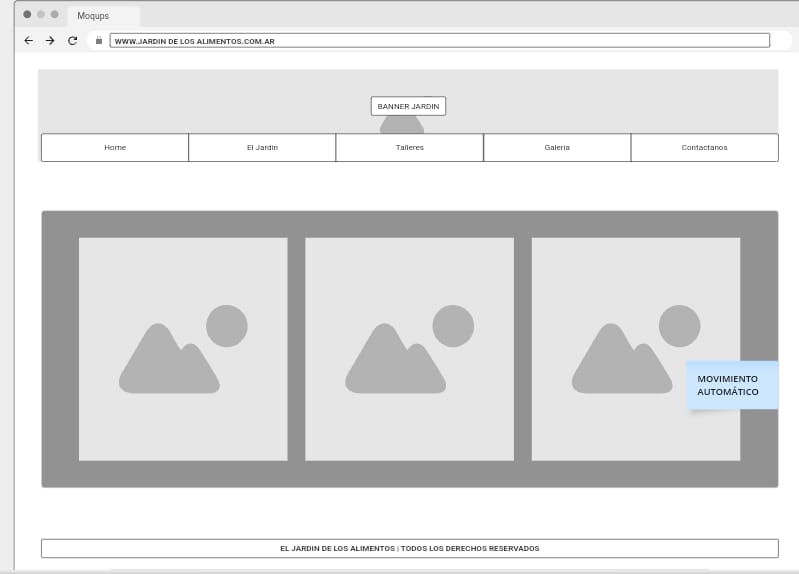 Moqups
WWW.JARDIN DE LOS ALIMENTOS.COM.AR
BANNER JARDIN
Home
El Jardin
Talleres
Galeria
Contactanos
MOVIMIENTO
AUTOMÁTICO
EL JARDIN DE LOS ALIMENTOS | TODOS LOS DERECHOS RESERVADOS